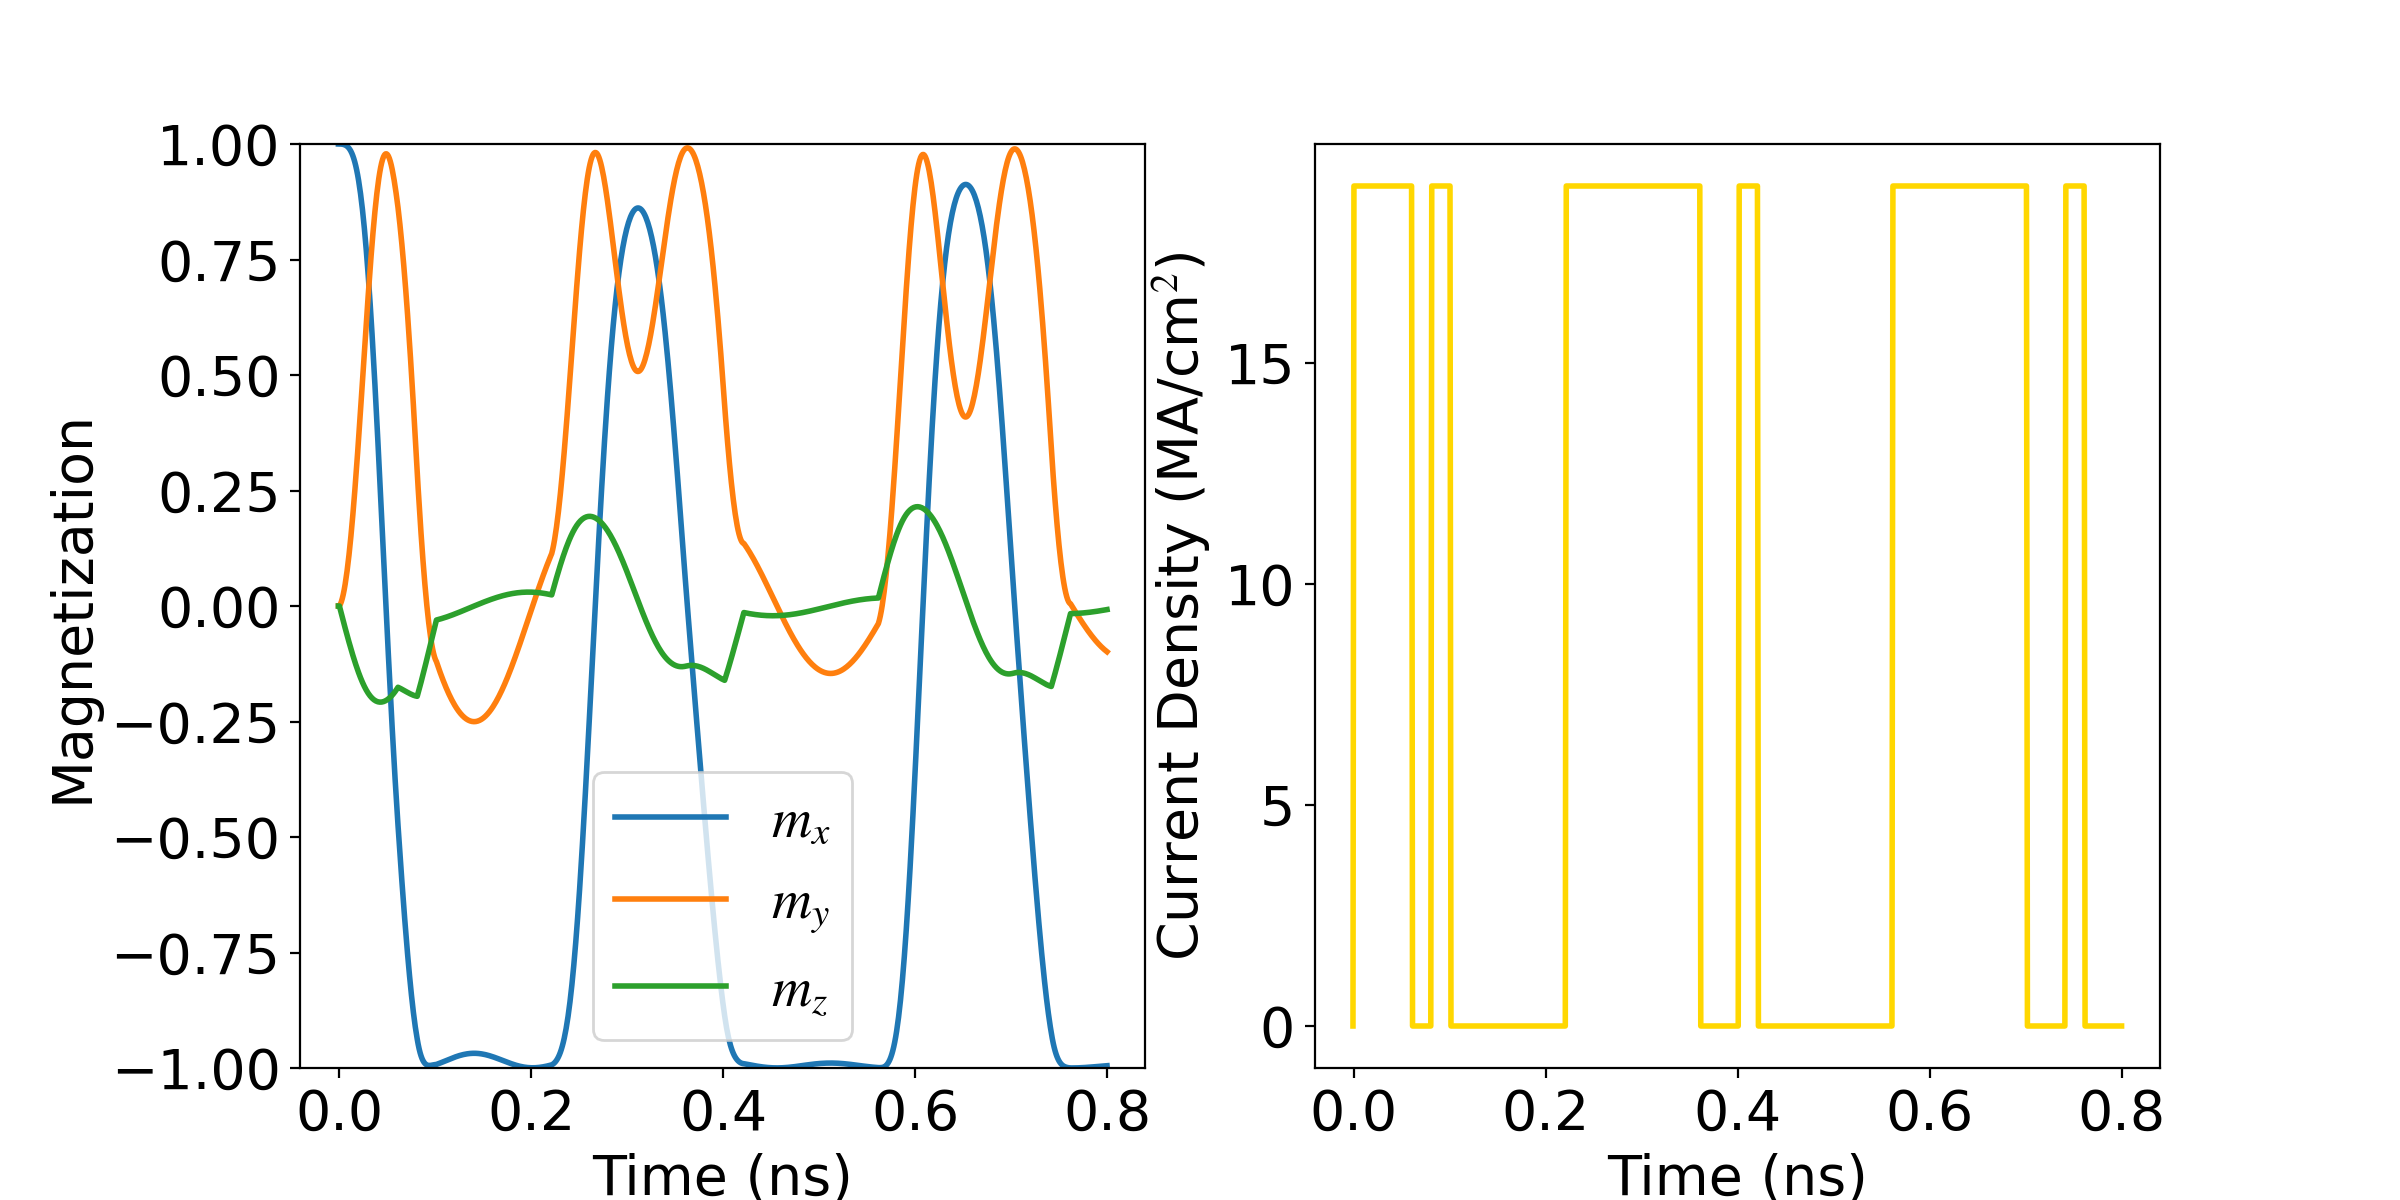 1.00
0.75
0.50
0.25
0.00
−0.25
−0.50
−0.75
−1.00
Magnetization
0.0 0.2 0.4 0.6 0.8
Time (ns)
m_x
m_y
m_z
15
10
5
0
Current Density (MA/cm²)
0.0 0.2 0.4 0.6 0.8
Time (ns)